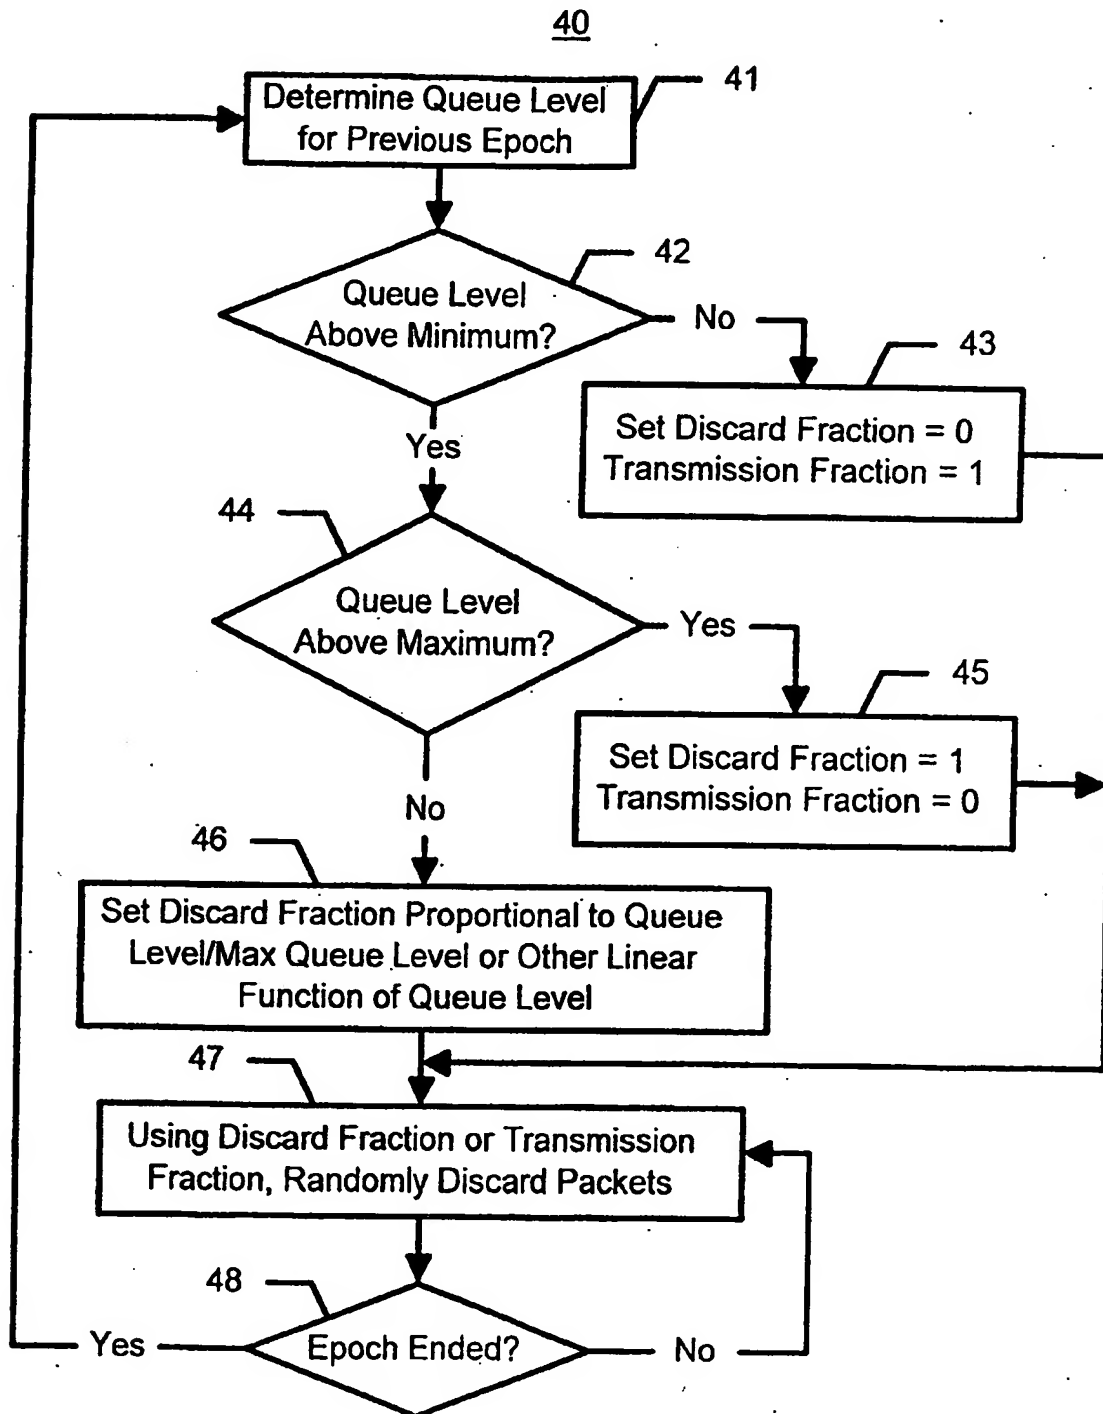 40
41
Determine Queue Level
for Previous Epoch
42
Queue Level
Above Minimum?
No
43
Set Discard Fraction = 0
Transmission Fraction = 1
Yes
44
Queue Level
Above Maximum?
Yes
45
Set Discard Fraction = 1
Transmission Fraction = 0
No
46
Set Discard Fraction Proportional to Queue
Level/Max Queue Level or Other Linear
Function of Queue Level
47
Using Discard Fraction or Transmission
Fraction, Randomly Discard Packets
48
Yes
Epoch Ended?
No